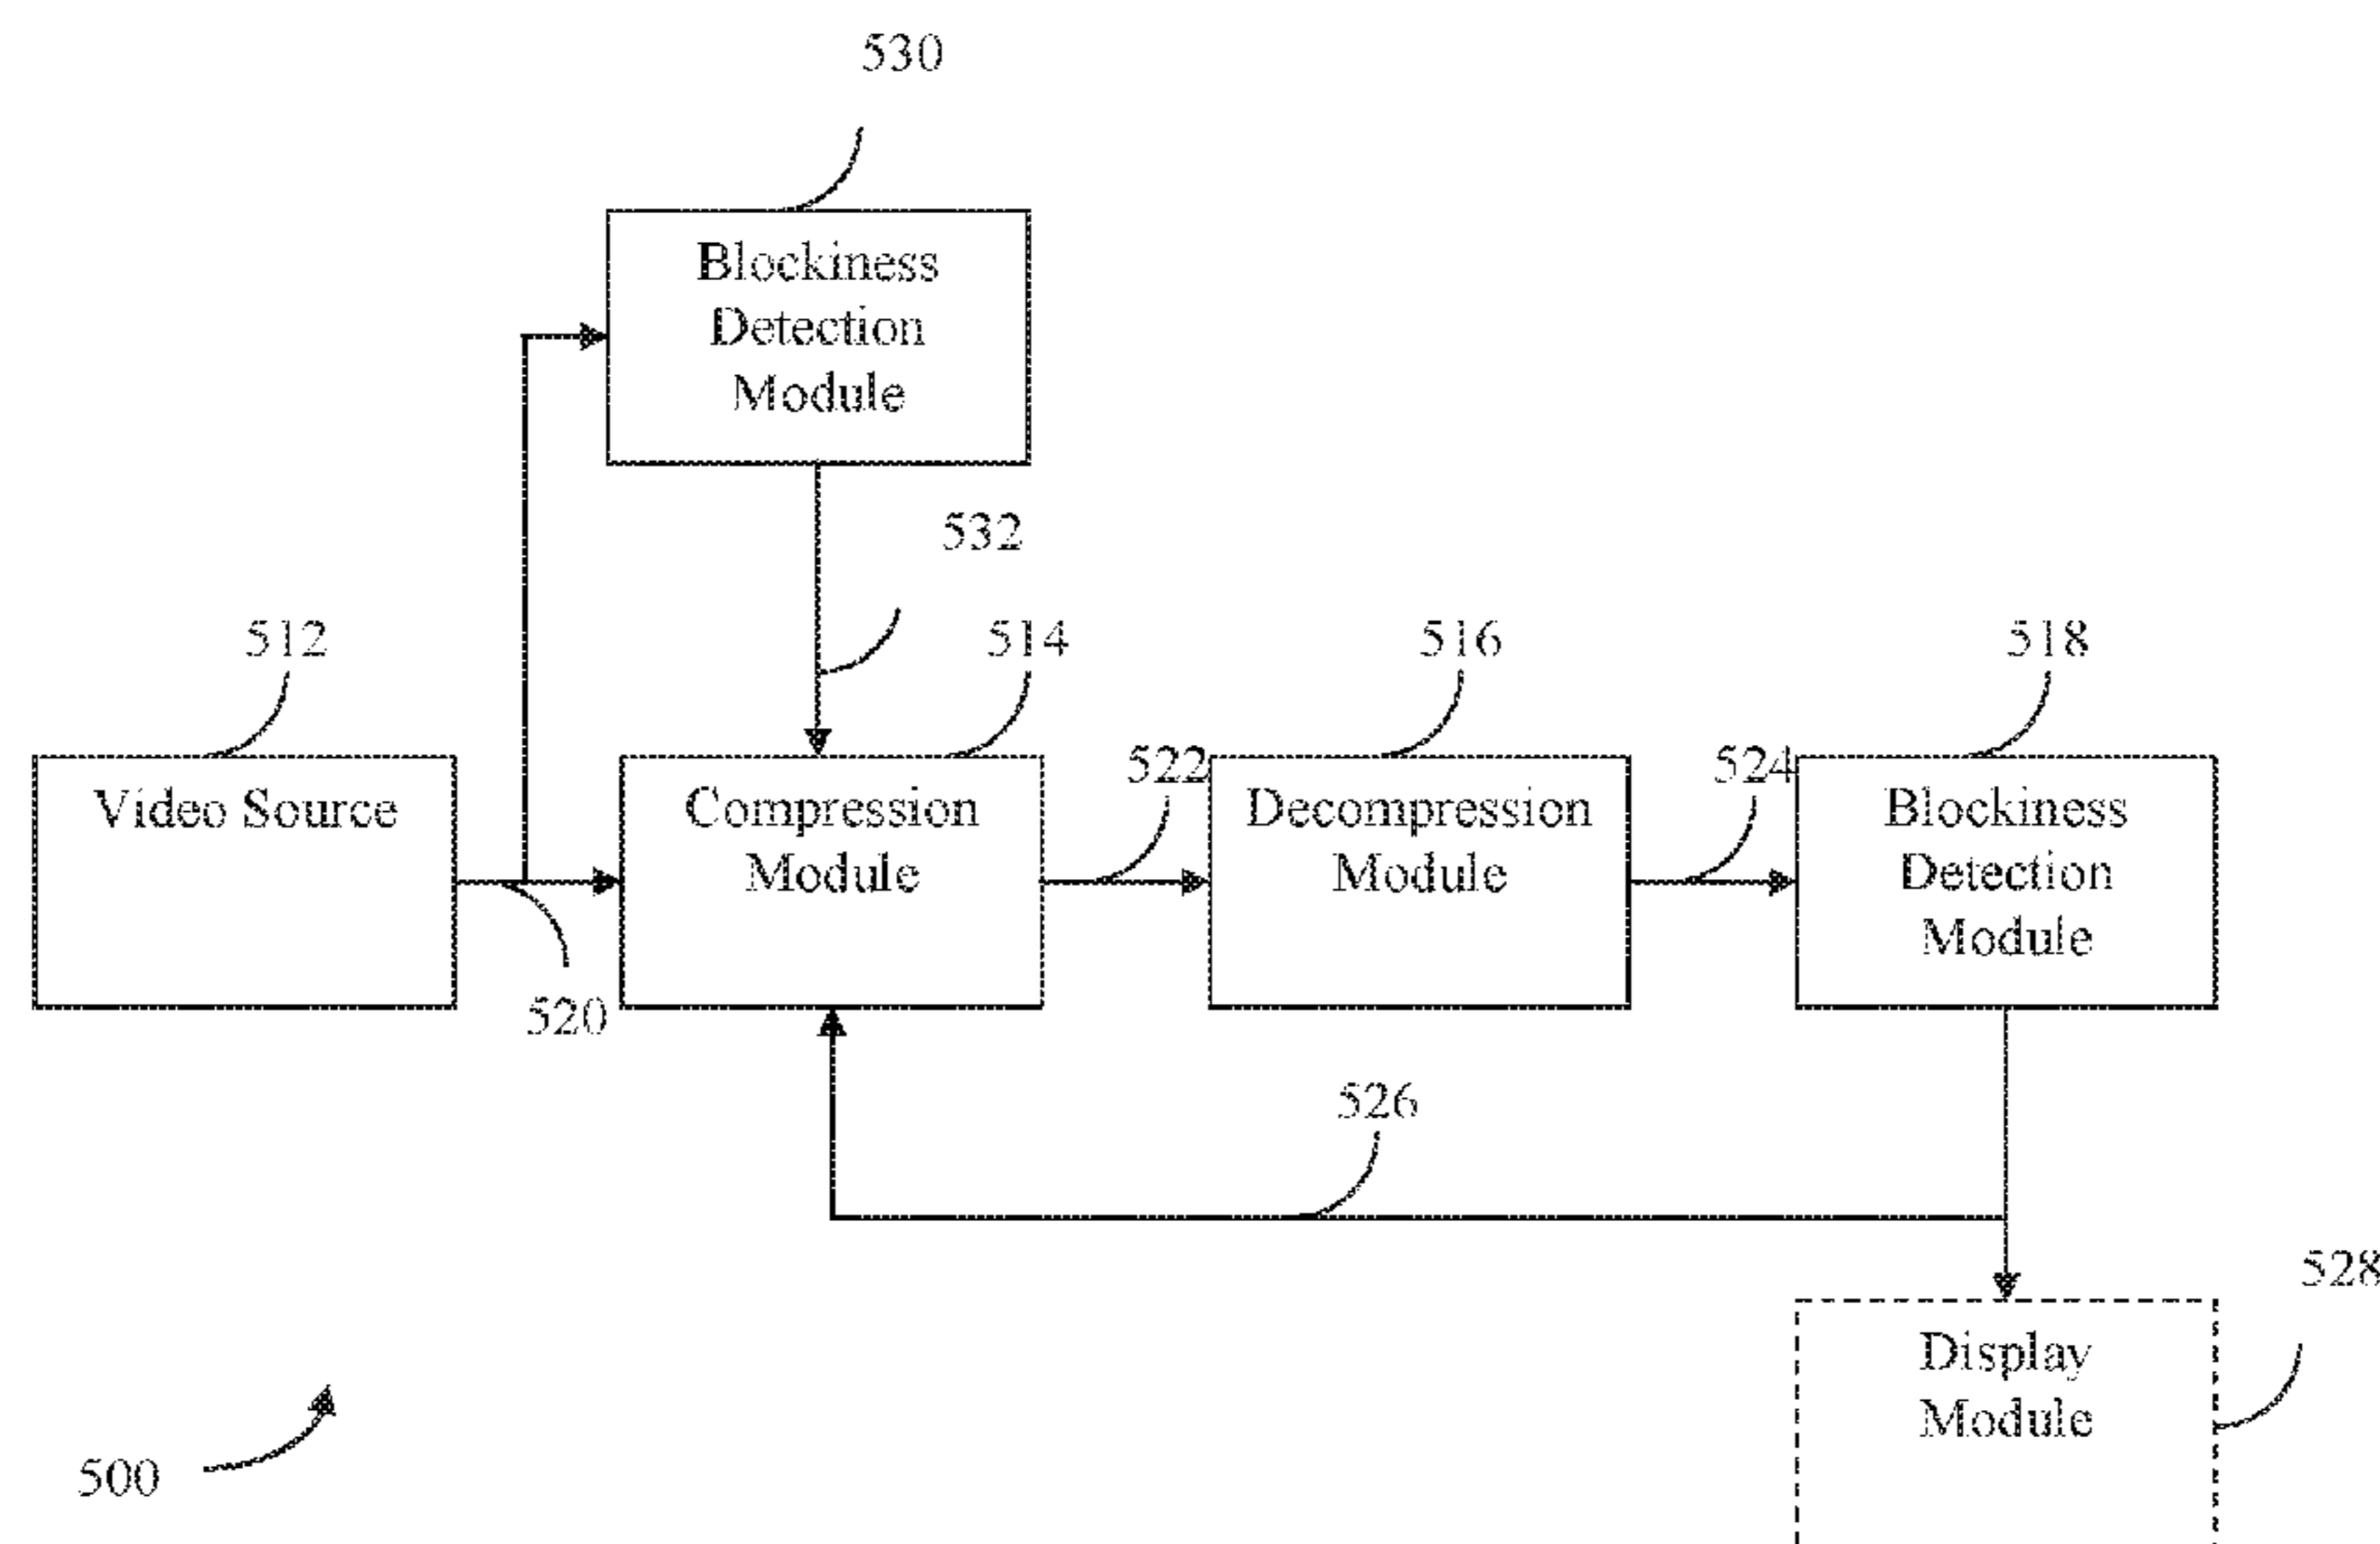 530
Blockiness
Detection
Module
532
512
514
516
518
522
524
Video Source
Compression
Module
Decompression
Module
Blockiness
Detection
Module
520
526
528
Display
Module
500